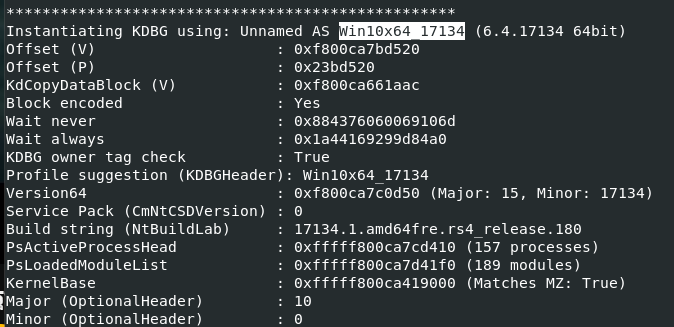 **************************************************
Instantiating KDBG using: Unnamed AS Win10x64_17134 (6.4.17134 64bit)
Offset (V) : 0xf800ca7bd520
Offset (P) : 0x23bd520
KdCopyDataBlock (V) : 0xf800ca661aac
Block encoded : Yes
Wait never : 0x884376060069106d
Wait always : 0x1a44169299d84a0
KDBG owner tag check : True
Profile suggestion (KDBGHeader): Win10x64_17134
Version64 : 0xf800ca7c0d50 (Major: 15, Minor: 17134)
Service Pack (CmNtCSDVersion) : 0
Build string (NtBuildLab) : 17134.1.amd64fre.rs4_release.180
PsActiveProcessHead : 0xfffff800ca7cd410 (157 processes)
PsLoadedModuleList : 0xfffff800ca7d41f0 (189 modules)
KernelBase : 0xfffff800ca419000 (Matches MZ: True)
Major (OptionalHeader) : 10
Minor (OptionalHeader) : 0